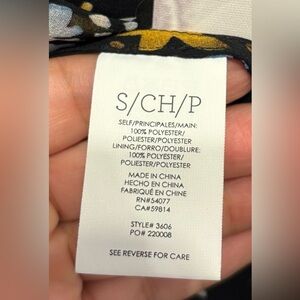 S/CH/P
SELF/PRINCIPALES/MAIN:
100% POLYESTER/
POLIESTER/POLYESTER
LINING/FORRO/DOUBLURE:
100% POLYESTER/
POLIESTER/POLYESTER
MADE IN CHINA
HECHO EN CHINA
FABRIQUÉ EN CHINE
RN#54077
CA#59814
STYLE# 3606
PO# 220008
SEE REVERSE FOR CARE